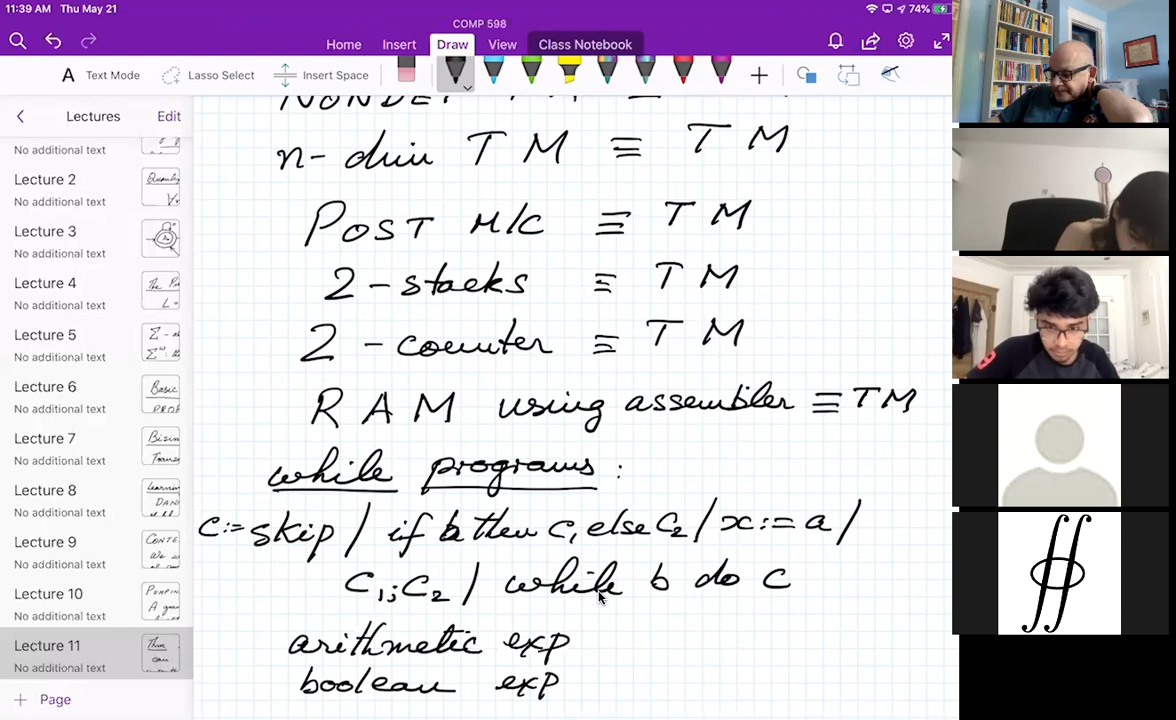 11:39 AM Thu May 21
74%
COMP 598
Home Insert Draw View Class Notebook
Text Mode Lasso Select Insert Space
Lectures Edit
No additional text
Lecture 2
No additional text
Lecture 3
No additional text
Lecture 4
No additional text
Lecture 5
No additional text
Lecture 6
No additional text
Lecture 7
No additional text
Lecture 8
No additional text
Lecture 9
No additional text
Lecture 10
No additional text
Lecture 11
No additional text
+ Page
n-dim TM ≡ TM
POST M/C ≡ TM
2-stacks ≡ TM
2-counter ≡ TM
RAM using assembler ≡ TM
while programs :
C:= skip / if b then C₁ else C₂ / x:= a /
C₁; C₂ / while b do C
arithmetic exp
boolean exp
∯